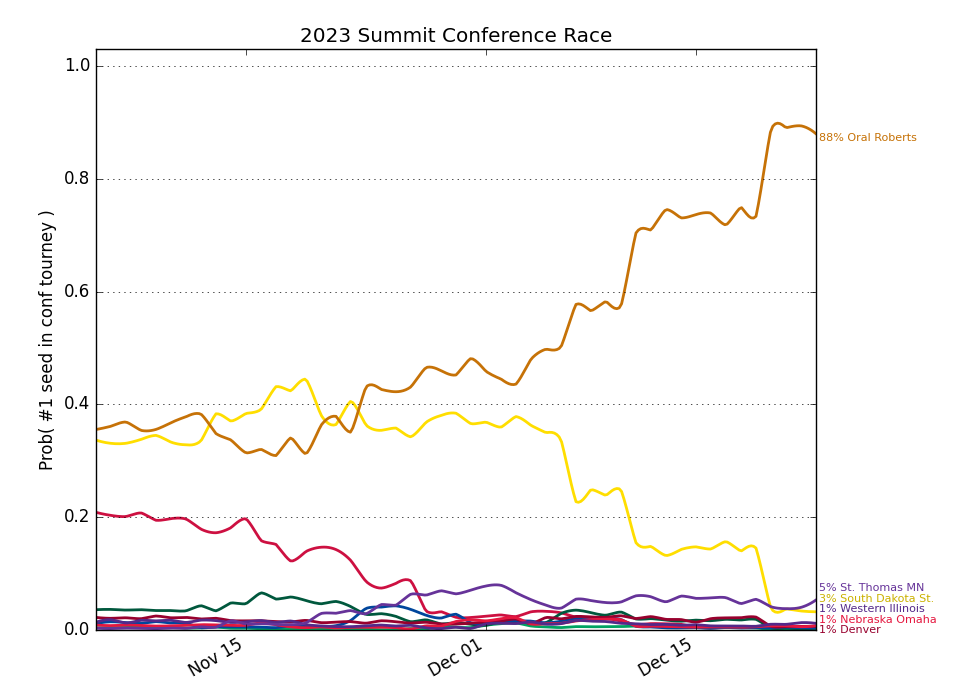 2023 Summit Conference Race
Prob( #1 seed in conf tourney )
1.0
0.8
0.6
0.4
0.2
0.0
Nov 15
Dec 01
Dec 15
88% Oral Roberts
5% St. Thomas MN
3% South Dakota St.
1% Western Illinois
1% Nebraska Omaha
1% Denver